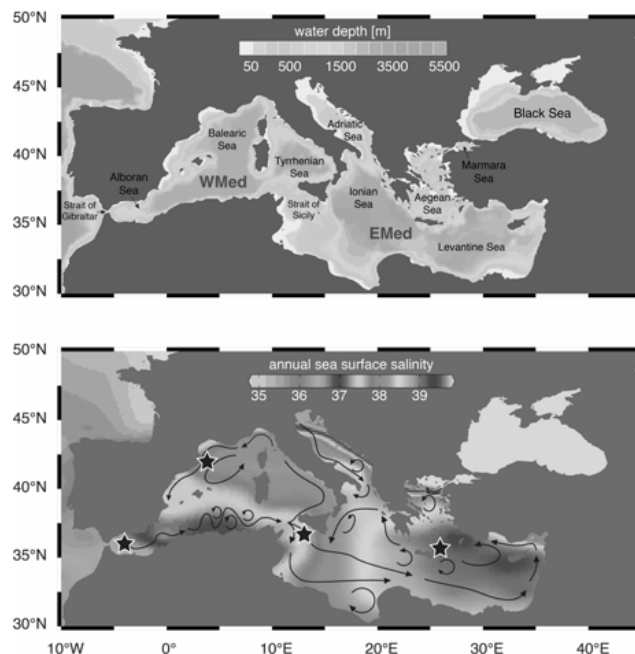 50°N
water depth [m]
50 500 1500 3500 5500
45°N
Black Sea
Adriatic
Sea
Balearic
Sea
40°N
Tyrrhenian
Sea
Marmara
Sea
Alboran
Sea
WMed
Ionian
Sea
Aegean
Sea
Strait of
Gibraltar
Strait of
Sicily
35°N
EMed
Levantine Sea
30°N
50°N
annual sea surface salinity
35 36 37 38 39
45°N
40°N
35°N
30°N
10°W 0° 10°E 20°E 30°E 40°E